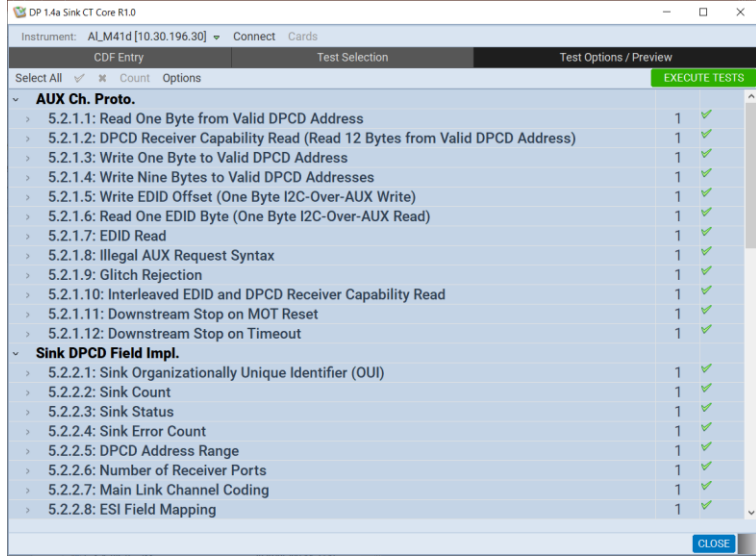 DP 1.4a Sink CT Core R1.0
Instrument: Al_M41d [10.30.196.30] Connect Cards
CDF Entry Test Selection Test Options / Preview
Select All Count Options EXECUTE TESTS
AUX Ch. Proto.
5.2.1.1: Read One Byte from Valid DPCD Address 1
5.2.1.2: DPCD Receiver Capability Read (Read 12 Bytes from Valid DPCD Address) 1
5.2.1.3: Write One Byte to Valid DPCD Address 1
5.2.1.4: Write Nine Bytes to Valid DPCD Addresses 1
5.2.1.5: Write EDID Offset (One Byte I2C-Over-AUX Write) 1
5.2.1.6: Read One EDID Byte (One Byte I2C-Over-AUX Read) 1
5.2.1.7: EDID Read 1
5.2.1.8: Illegal AUX Request Syntax 1
5.2.1.9: Glitch Rejection 1
5.2.1.10: Interleaved EDID and DPCD Receiver Capability Read 1
5.2.1.11: Downstream Stop on MOT Reset 1
5.2.1.12: Downstream Stop on Timeout 1
Sink DPCD Field Impl.
5.2.2.1: Sink Organizationally Unique Identifier (OUI) 1
5.2.2.2: Sink Count 1
5.2.2.3: Sink Status 1
5.2.2.4: Sink Error Count 1
5.2.2.5: DPCD Address Range 1
5.2.2.6: Number of Receiver Ports 1
5.2.2.7: Main Link Channel Coding 1
5.2.2.8: ESI Field Mapping 1
CLOSE